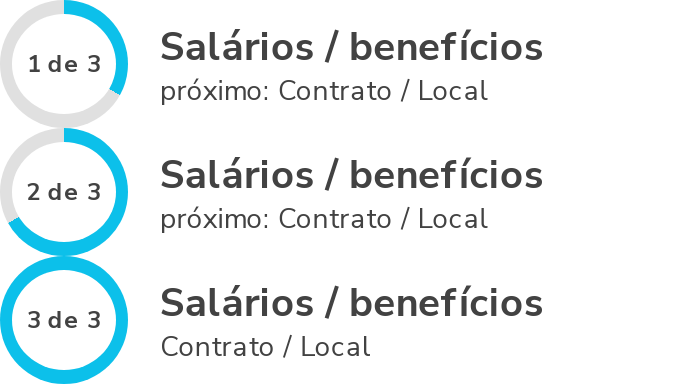 1 de 3
Salários / benefícios
próximo: Contrato / Local
2 de 3
Salários / benefícios
próximo: Contrato / Local
3 de 3
Salários / benefícios
Contrato / Local